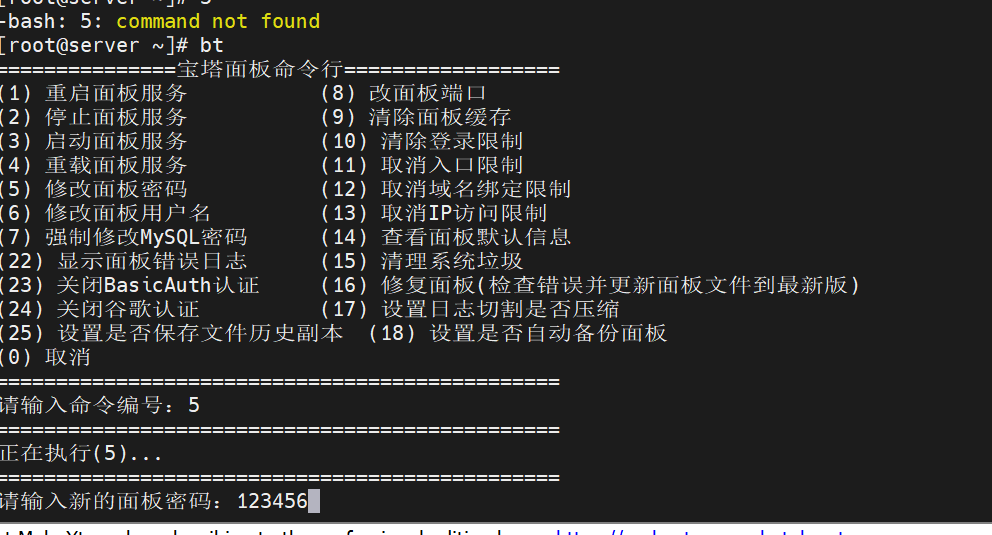 [root@server ~]# 5
-bash: 5: command not found
[root@server ~]# bt
===============宝塔面板命令行==================
(1) 重启面板服务 (8) 改面板端口
(2) 停止面板服务 (9) 清除面板缓存
(3) 启动面板服务 (10) 清除登录限制
(4) 重载面板服务 (11) 取消入口限制
(5) 修改面板密码 (12) 取消域名绑定限制
(6) 修改面板用户名 (13) 取消IP访问限制
(7) 强制修改MySQL密码 (14) 查看面板默认信息
(22) 显示面板错误日志 (15) 清理系统垃圾
(23) 关闭BasicAuth认证 (16) 修复面板(检查错误并更新面板文件到最新版)
(24) 关闭谷歌认证 (17) 设置日志切割是否压缩
(25) 设置是否保存文件历史副本 (18) 设置是否自动备份面板
(0) 取消
===============================================
请输入命令编号：5
===============================================
正在执行(5)...
===============================================
请输入新的面板密码：123456